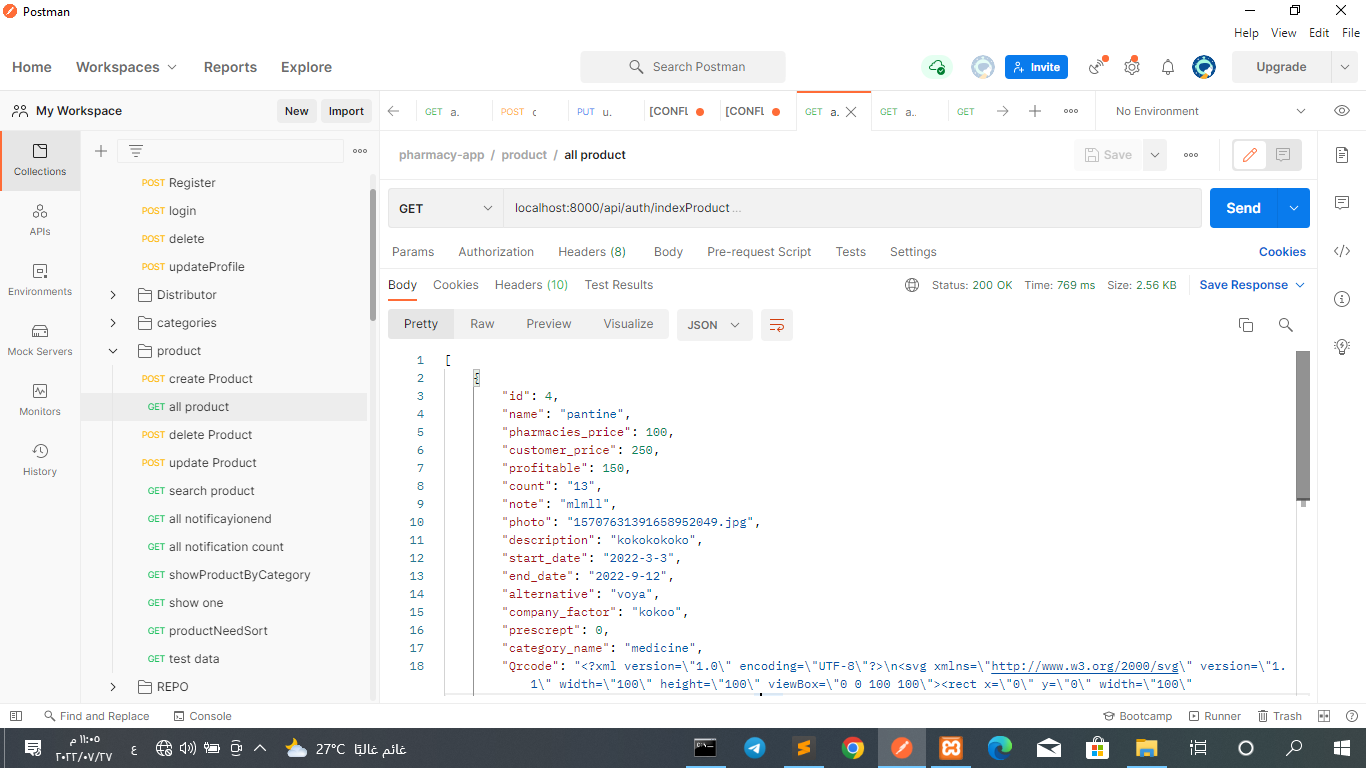 Postman
Help View Edit File
Home Workspaces Reports Explore
Search Postman
Invite
Upgrade
My Workspace
New Import
GET a.
POST c
PUT u.
[CONFL
[CONFL
GET a.
GET a..
GET
No Environment
Collections
APIs
Environments
Mock Servers
Monitors
History
POST Register
POST login
POST delete
POST updateProfile
Distributor
categories
product
POST create Product
GET all product
POST delete Product
POST update Product
GET search product
GET all notificayionend
GET all notification count
GET showProductByCategory
GET show one
GET productNeedSort
GET test data
REPO
pharmacy-app / product / all product
Save
GET
localhost:8000/api/auth/indexProduct ...
Send
Params Authorization Headers (8) Body Pre-request Script Tests Settings
Cookies
Body Cookies Headers (10) Test Results
Status: 200 OK Time: 769 ms Size: 2.56 KB
Save Response
Pretty Raw Preview Visualize
JSON
1 [
2 {
3 "id": 4,
4 "name": "pantine",
5 "pharmacies_price": 100,
6 "customer_price": 250,
7 "profitable": 150,
8 "count": "13",
9 "note": "mlmll",
10 "photo": "15707631391658952049.jpg",
11 "description": "kokokokoko",
12 "start_date": "2022-3-3",
13 "end_date": "2022-9-12",
14 "alternative": "voya",
15 "company_factor": "kokoo",
16 "prescrept": 0,
17 "category_name": "medicine",
18 "Qrcode": "<?xml version=\"1.0\" encoding=\"UTF-8\"?>\n<svg xmlns=\"http://www.w3.org/2000/svg\" version=\"1.
1\" width=\"100\" height=\"100\" viewBox=\"0 0 100 100\"><rect x=\"0\" y=\"0\" width=\"100\"
Find and Replace
Console
Bootcamp
Runner
Trash
١١:٠٥ م
٢٠٢٢/٠٧/٢٧
ع
27°C غائم غالبًا